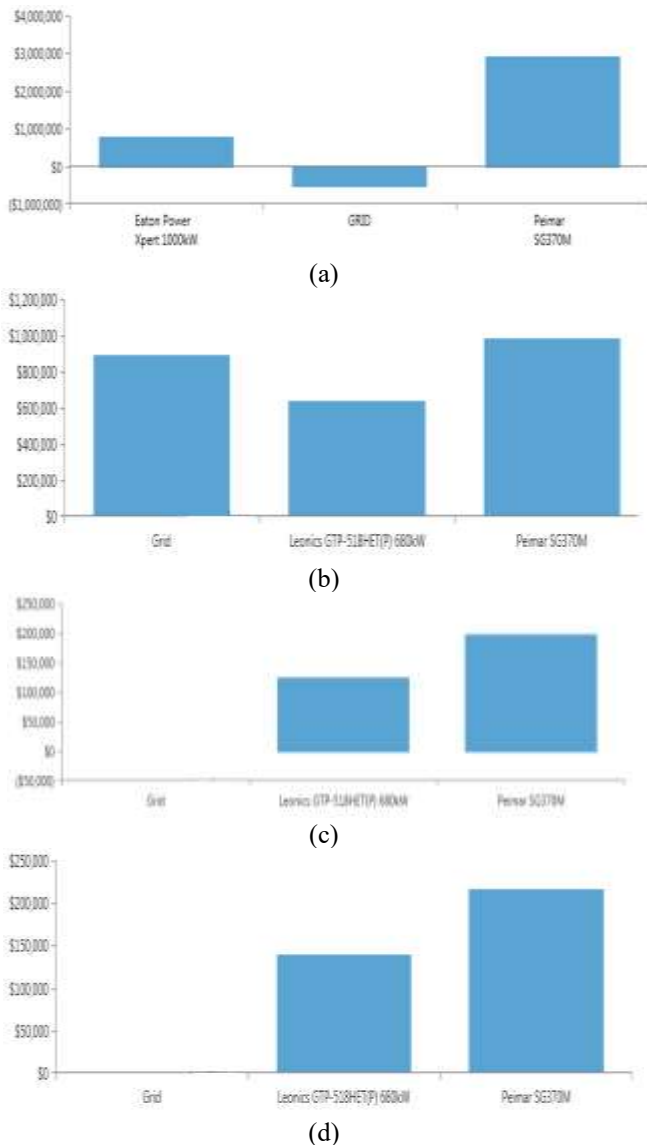 $4,000,000
$3,000,000
$2,000,000
$1,000,000
$0
($1,000,000)
Eaton Power GRID Peimar
Xpert 1000kW SG370M
(a)
$1,200,000
$1,000,000
$800,000
$600,000
$400,000
$200,000
$0
Grid Leonics GTP-518HET(P) 680kW Peimar SG370M
(b)
$250,000
$200,000
$150,000
$100,000
$50,000
$0
($50,000)
Grid Leonics GTP-518HET(P) 680kW Peimar SG370M
(c)
$250,000
$200,000
$150,000
$100,000
$50,000
$0
Grid Leonics GTP-518HET(P) 680kW Peimar SG370M
(d)